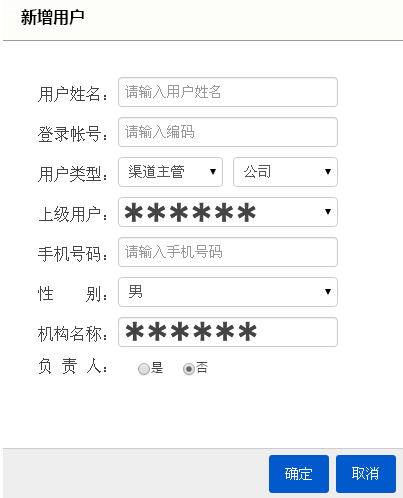 新增用户
用户姓名： 请输入用户姓名
登录帐号： 请输入编码
用户类型： 渠道主管 公司
上级用户： ******
手机号码： 请输入手机号码
性 别： 男
机构名称： ******
负 责 人： 是 否
确定 取消